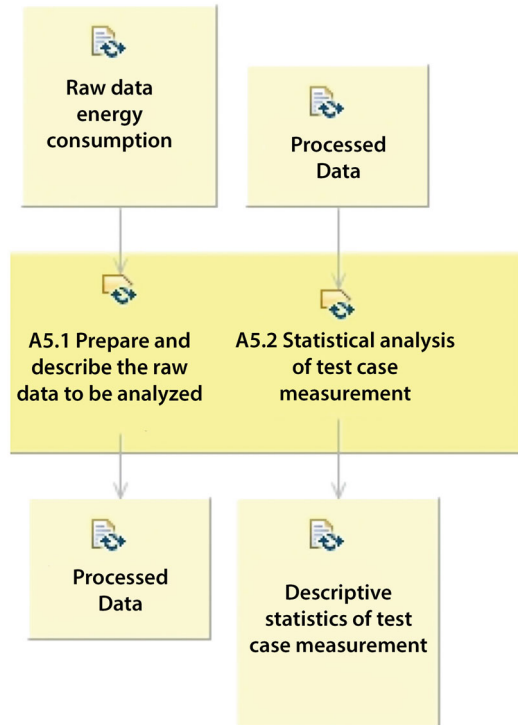 Raw data
energy
consumption
Processed
Data
A5.1 Prepare and
describe the raw
data to be analyzed
A5.2 Statistical analysis
of test case
measurement
Processed
Data
Descriptive
statistics of test
case measurement